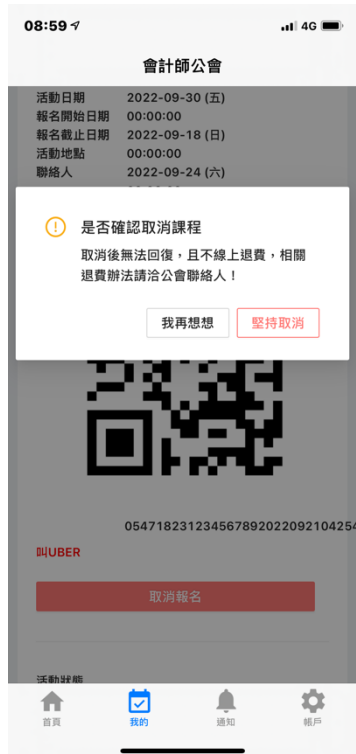 08:59
4G
會計師公會
活動日期 2022-09-30 (五)
報名開始日期 00:00:00
報名截止日期 2022-09-18 (日)
活動地點 00:00:00
聯絡人 2022-09-24 (六)
是否確認取消課程
取消後無法回復，且不線上退費，相關
退費辦法請洽公會聯絡人！
我再想想 堅持取消
054718231234567892022092104254
叫UBER
取消報名
活動狀態
首頁 我的 通知 帳戶